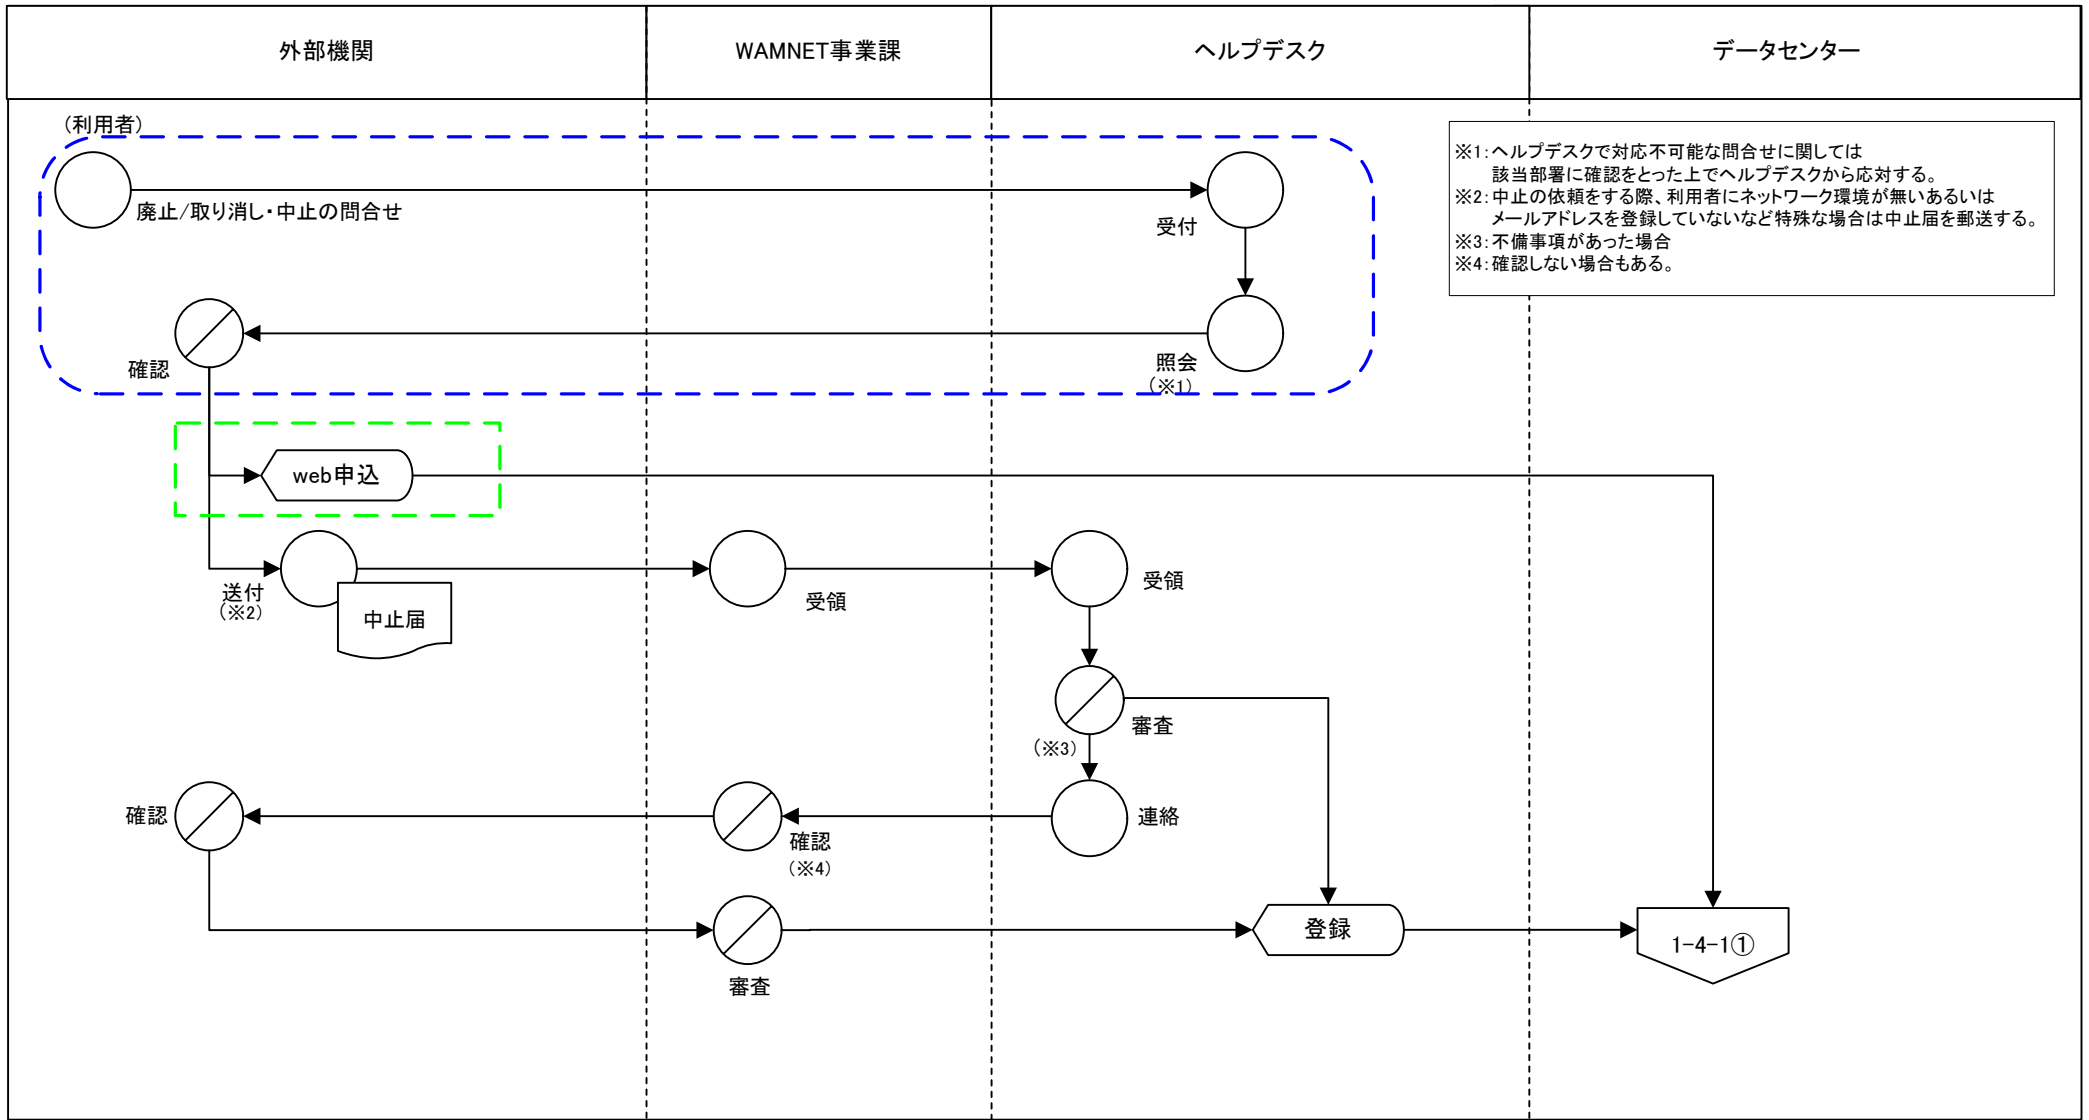 外部機関
WAMNET事業課
ヘルプデスク
データセンター
(利用者)
廃止/取り消し・中止の問合せ
受付
※1:ヘルプデスクで対応不可能な問合せに関しては
該当部署に確認をとった上でヘルプデスクから応対する。
※2:中止の依頼をする際、利用者にネットワーク環境が無いあるいは
メールアドレスを登録していないなど特殊な場合は中止届を郵送する。
※3:不備事項があった場合
※4:確認しない場合もある。
確認
照会
(※1)
web申込
送付
(※2)
中止届
受領
受領
審査
(※3)
確認
確認
(※4)
連絡
審査
登録
1-4-1①